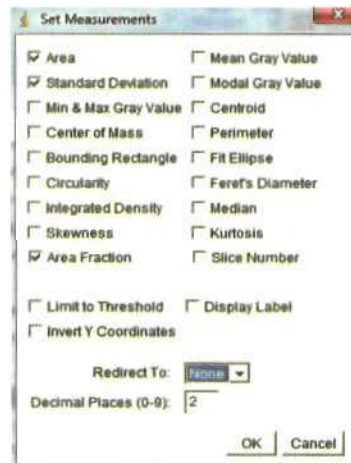 Set Measurements
Area
Mean Gray Value
Standard Deviation
Modal Gray Value
Min & Max Gray Value
Centroid
Center of Mass
Perimeter
Bounding Rectangle
Fit Ellipse
Circularity
Feret's Diameter
Integrated Density
Median
Skewness
Kurtosis
Area Fraction
Slice Number
Limit to Threshold
Display Label
Invert Y Coordinates
Redirect To: None
Decimal Places (0-9): 2
OK Cancel